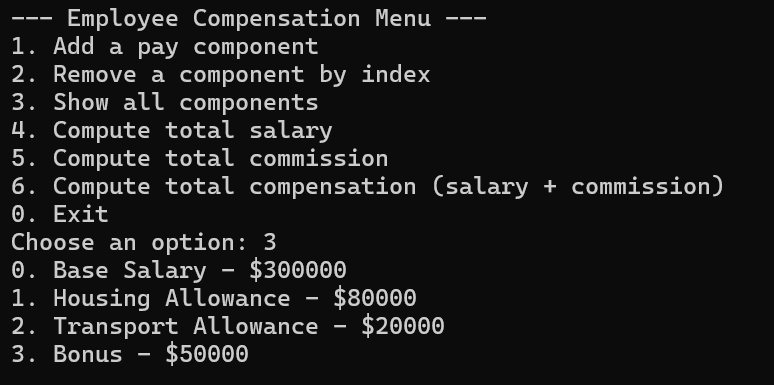 --- Employee Compensation Menu ---
1. Add a pay component
2. Remove a component by index
3. Show all components
4. Compute total salary
5. Compute total commission
6. Compute total compensation (salary + commission)
0. Exit
Choose an option: 3
0. Base Salary - $300000
1. Housing Allowance - $80000
2. Transport Allowance - $20000
3. Bonus - $50000